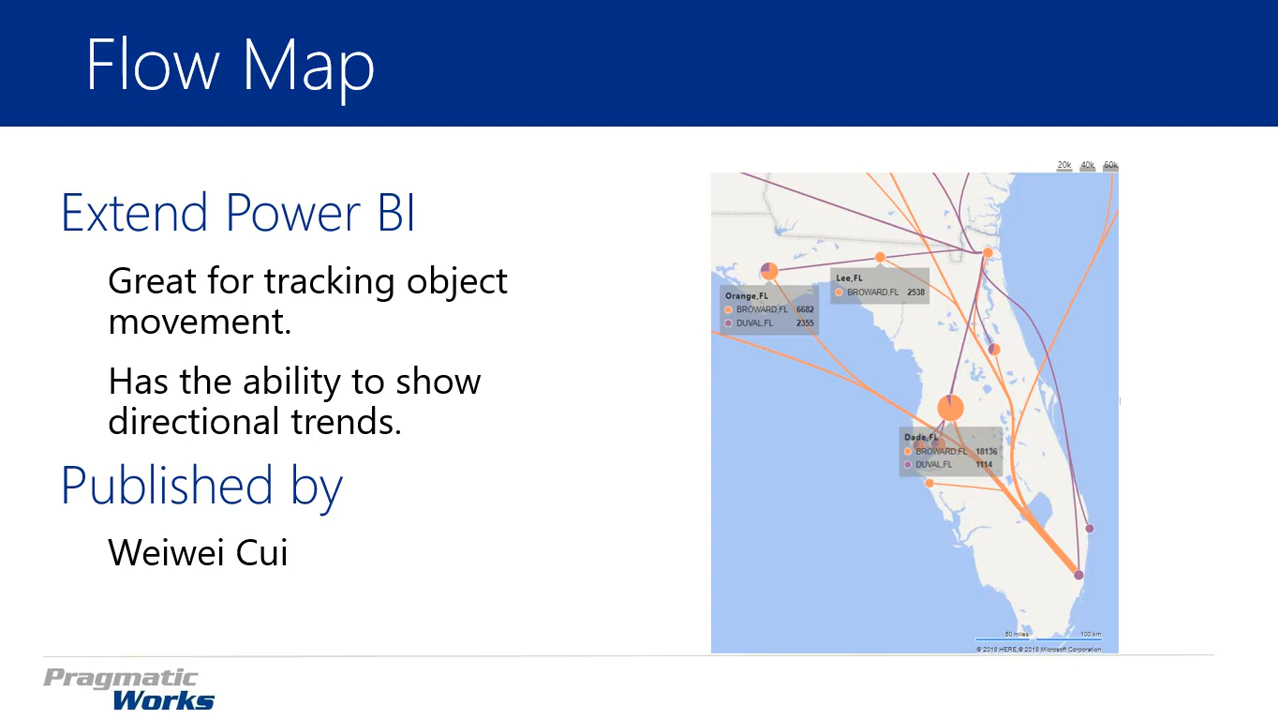 Flow Map
Extend Power BI
Great for tracking object
movement.
Has the ability to show
directional trends.
Published by
Weiwei Cui
20k 40k 60k
Lee,FL
BROWARD,FL 2538
Orange,FL
BROWARD,FL 6682
DUVAL,FL 2355
Dade,FL
BROWARD,FL 18136
DUVAL,FL 1114
50 miles 100 km
© 2018 HERE,© 2018 Microsoft Corporation
Pragmatic
Works